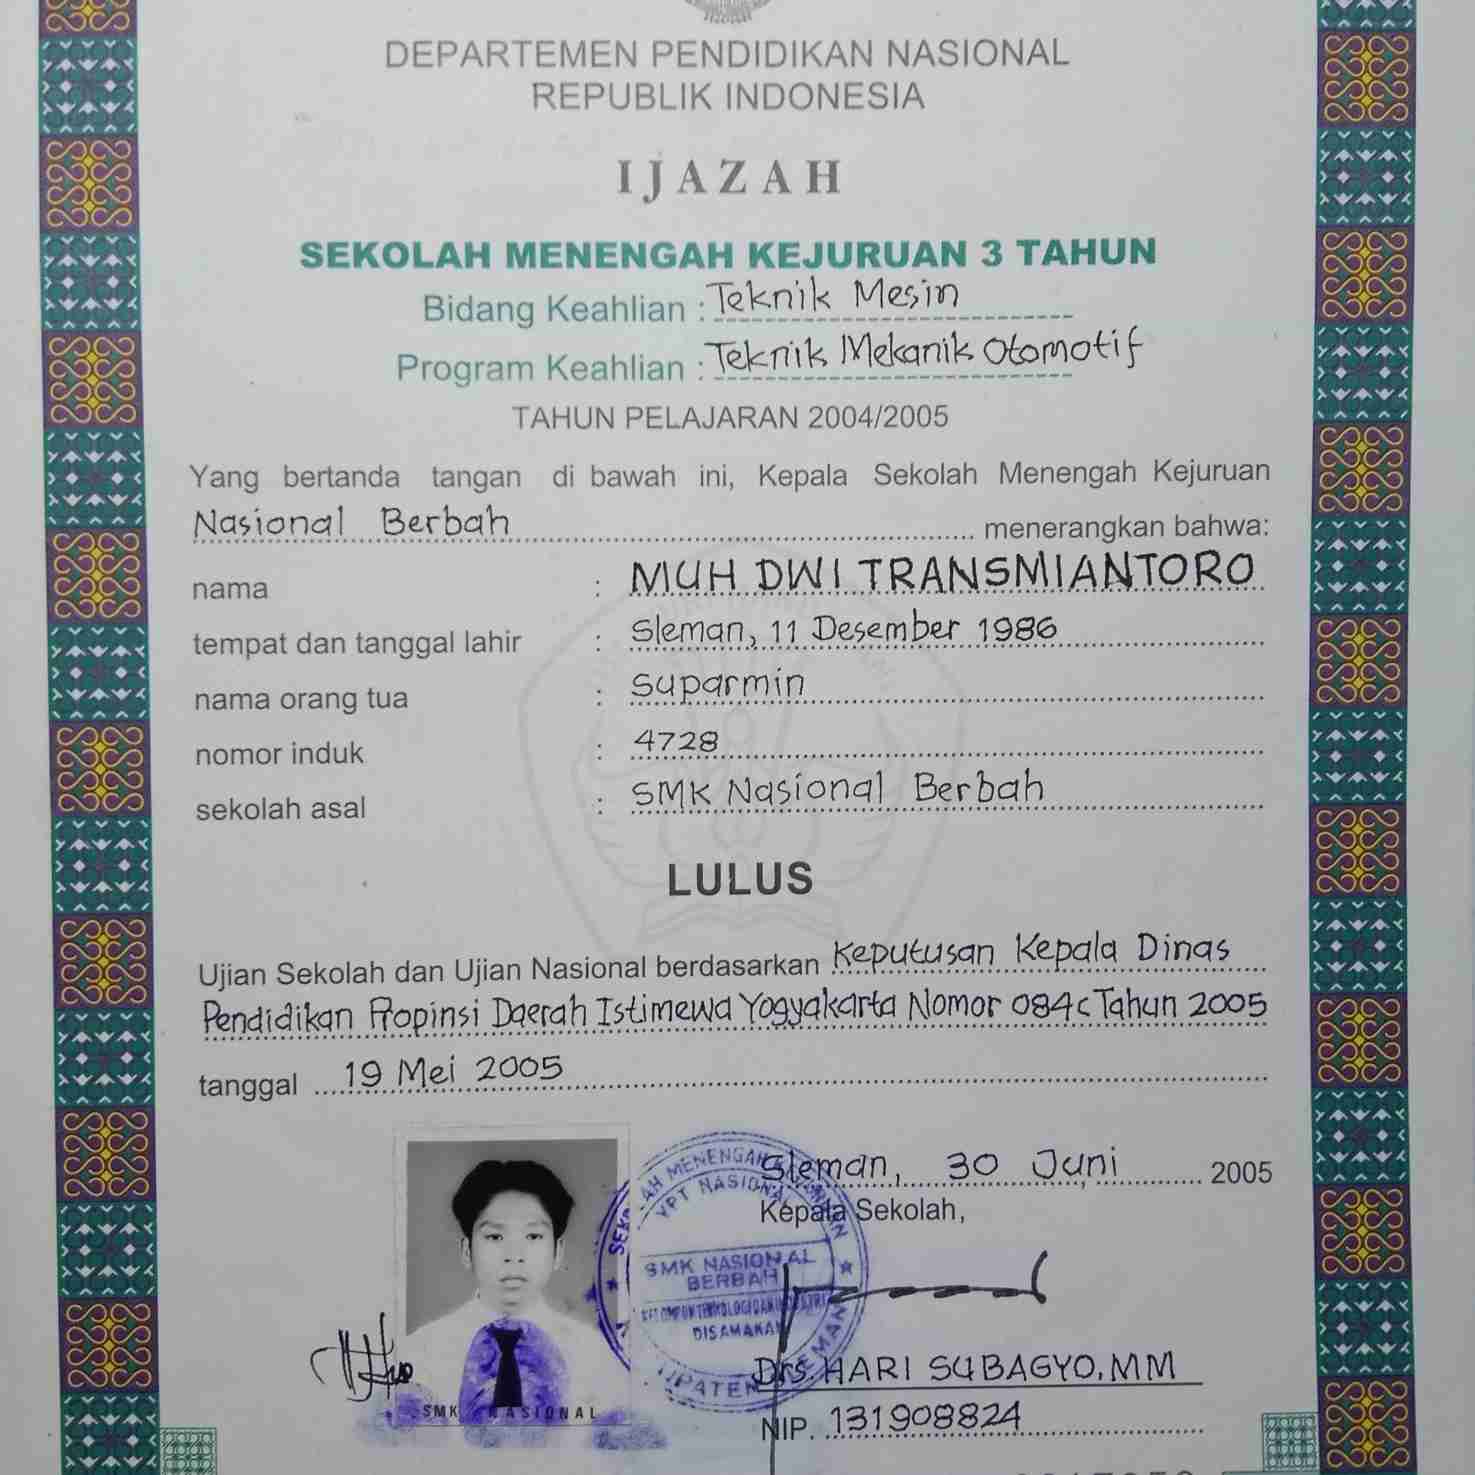 DEPARTEMEN PENDIDIKAN NASIONAL
REPUBLIK INDONESIA
IJAZAH
SEKOLAH MENENGAH KEJURUAN 3 TAHUN
Bidang Keahlian : Teknik Mesin
Program Keahlian : Teknik Mekanik Otomotif
TAHUN PELAJARAN 2004/2005
Yang bertanda tangan di bawah ini, Kepala Sekolah Menengah Kejuruan
Nasional Berbah menerangkan bahwa:
nama : MUH DWI TRANSMIANTORO
tempat dan tanggal lahir : Sleman, 11 Desember 1986
nama orang tua : Suparmin
nomor induk : 4728
sekolah asal : SMK Nasional Berbah
LULUS
Ujian Sekolah dan Ujian Nasional berdasarkan Keputusan Kepala Dinas
Pendidikan Propinsi Daerah Istimewa Yogyakarta Nomor 084c Tahun 2005
tanggal 19 Mei 2005
Sleman, 30 Juni 2005
Kepala Sekolah,
YPT NASIONAL
SMK NASIONAL
BERBAH
DISAMAKAN
Drs. HARI SUBAGYO, MM
NIP. 131908824
SMK NASIONAL